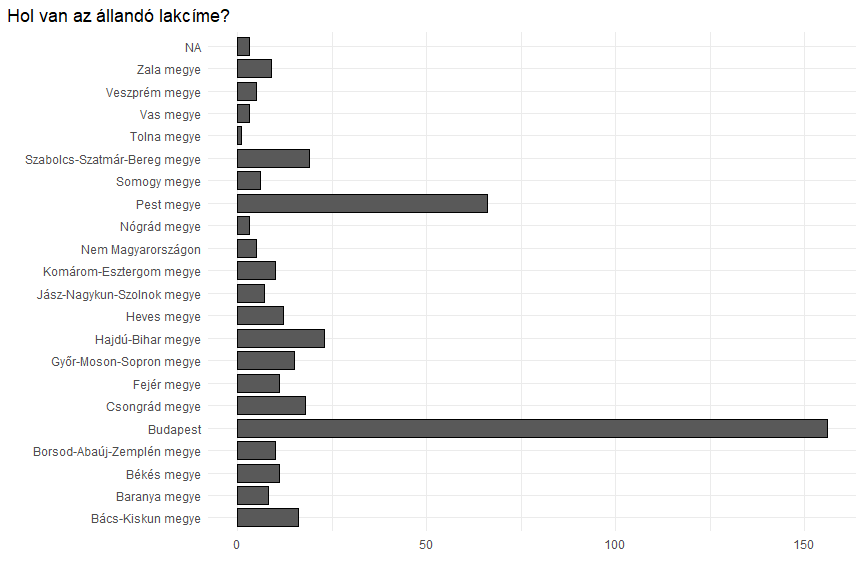 Hol van az állandó lakcíme?
NA
Zala megye
Veszprém megye
Vas megye
Tolna megye
Szabolcs-Szatmár-Bereg megye
Somogy megye
Pest megye
Nógrád megye
Nem Magyarországon
Komárom-Esztergom megye
Jász-Nagykun-Szolnok megye
Heves megye
Hajdú-Bihar megye
Győr-Moson-Sopron megye
Fejér megye
Csongrád megye
Budapest
Borsod-Abaúj-Zemplén megye
Békés megye
Baranya megye
Bács-Kiskun megye
0 50 100 150